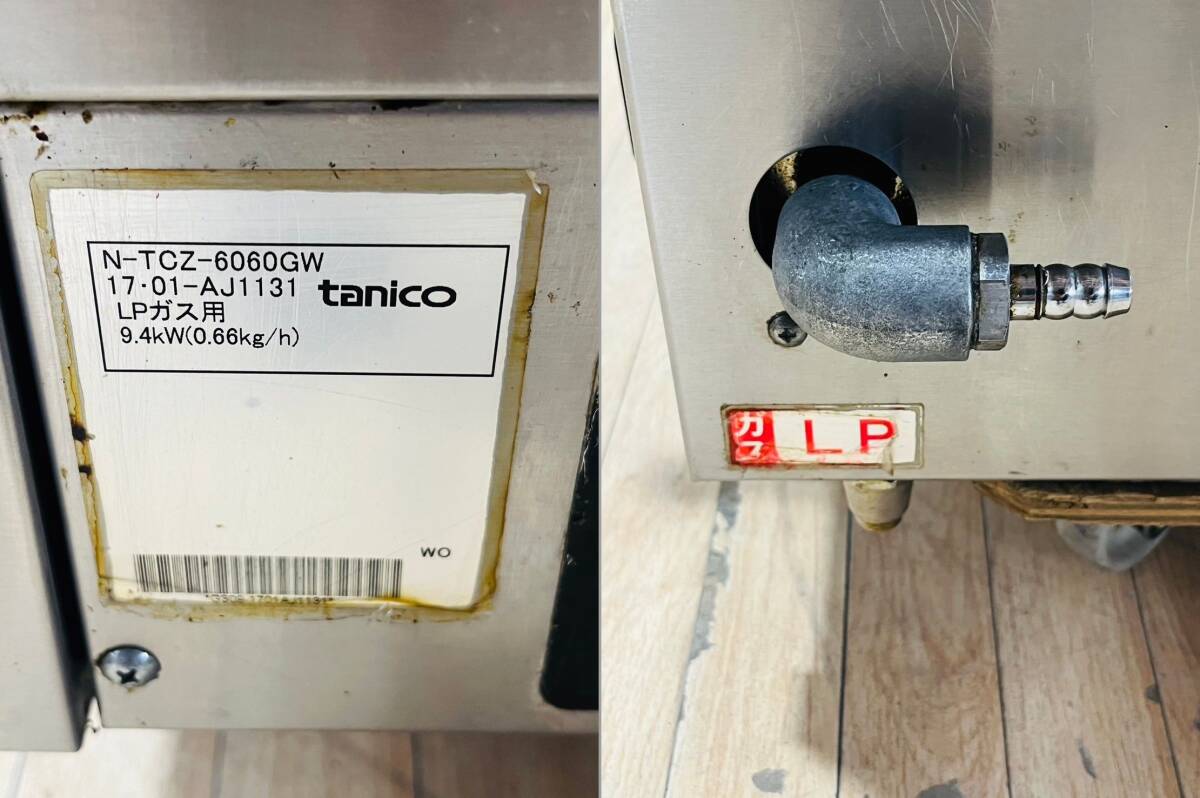 N-TCZ-6060GW
17・01-AJ1131
tanico
LPガス用
9.4kW(0.66kg/h)
WO
ガス LP